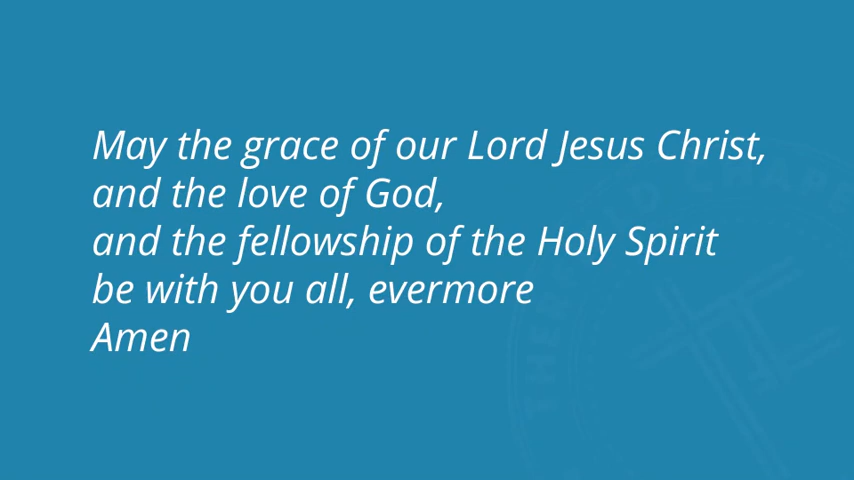 May the grace of our Lord Jesus Christ,
and the love of God,
and the fellowship of the Holy Spirit
be with you all, evermore
Amen